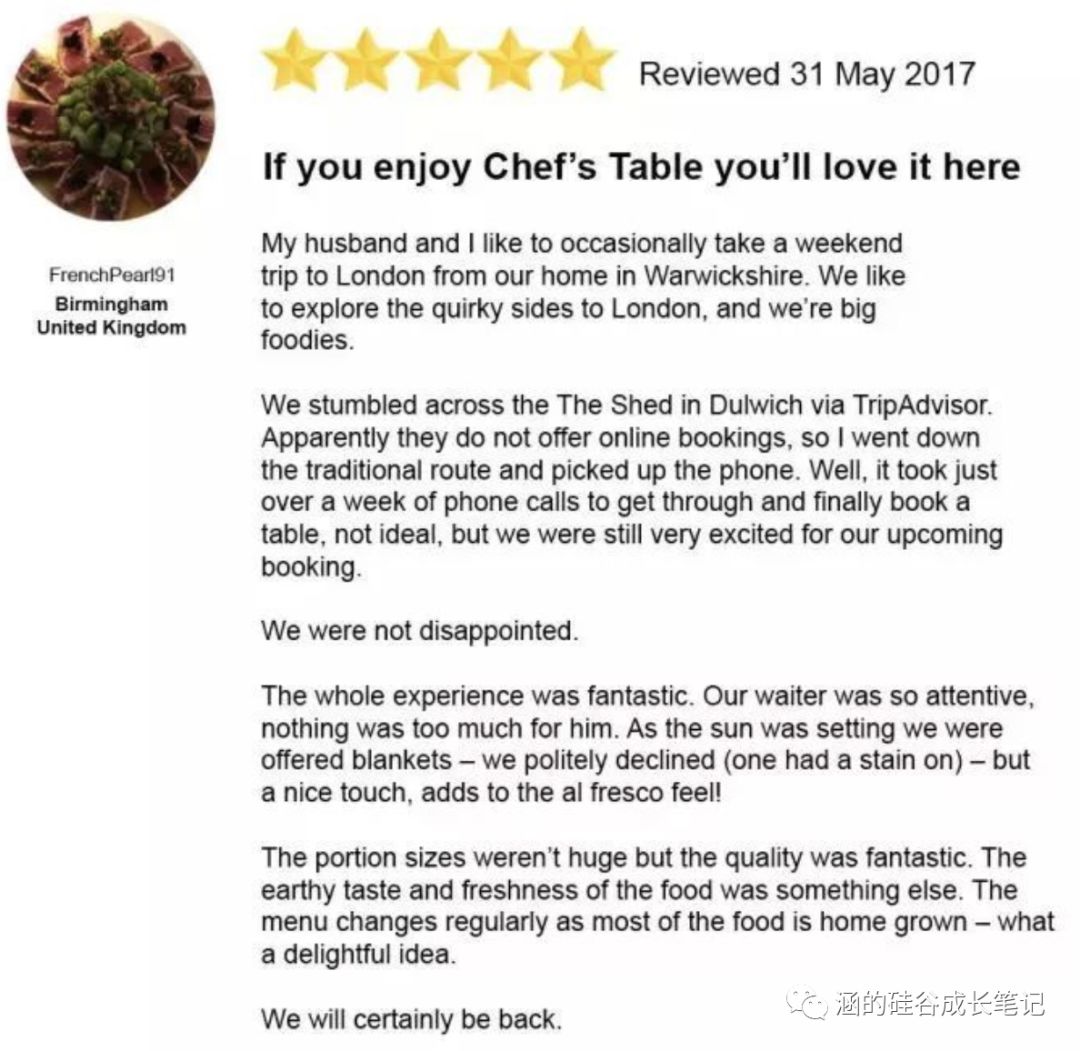 Reviewed 31 May 2017
If you enjoy Chef's Table you'll love it here
FrenchPearl91
Birmingham
United Kingdom
My husband and I like to occasionally take a weekend
trip to London from our home in Warwickshire. We like
to explore the quirky sides to London, and we're big
foodies.
We stumbled across the The Shed in Dulwich via TripAdvisor.
Apparently they do not offer online bookings, so I went down
the traditional route and picked up the phone. Well, it took just
over a week of phone calls to get through and finally book a
table, not ideal, but we were still very excited for our upcoming
booking.
We were not disappointed.
The whole experience was fantastic. Our waiter was so attentive,
nothing was too much for him. As the sun was setting we were
offered blankets – we politely declined (one had a stain on) – but
a nice touch, adds to the al fresco feel!
The portion sizes weren't huge but the quality was fantastic. The
earthy taste and freshness of the food was something else. The
menu changes regularly as most of the food is home grown – what
a delightful idea.
We will certainly be back.
涵的硅谷成长笔记